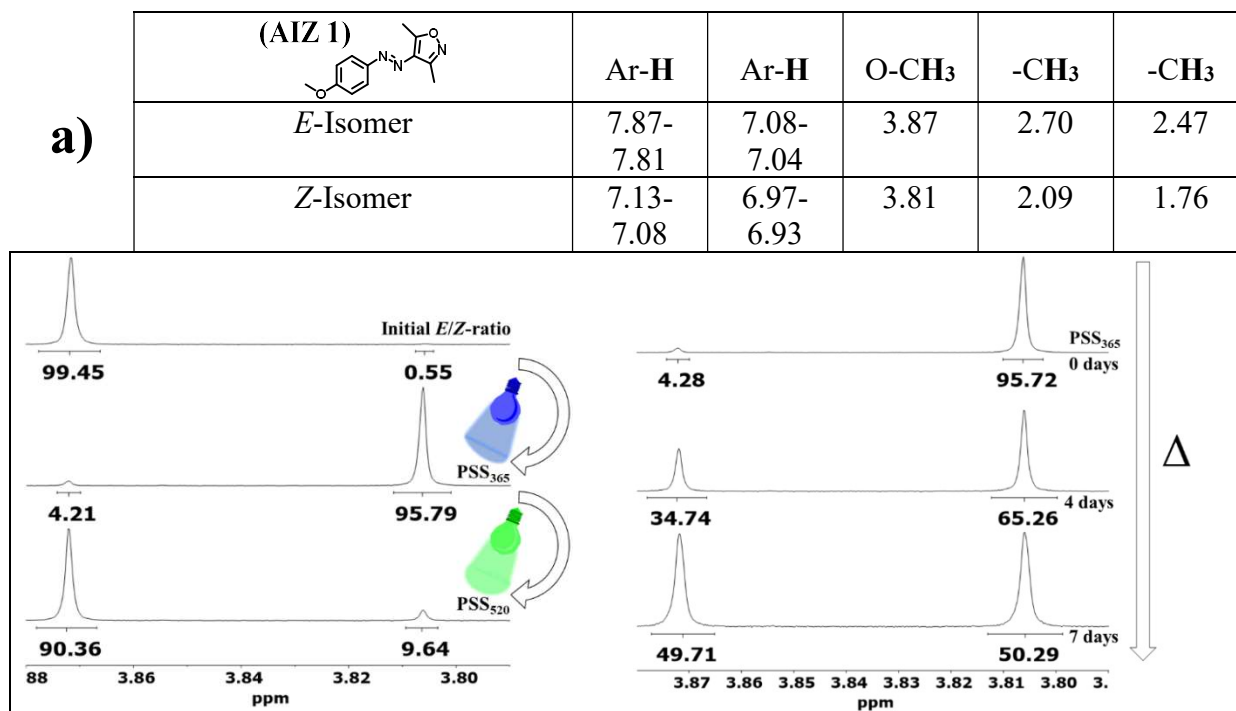 a)
(AIZ 1)
N
N
O
N
O
Ar-H
Ar-H
O-CH3
-CH3
-CH3
E-Isomer
7.87-
7.81
7.08-
7.04
3.87
2.70
2.47
Z-Isomer
7.13-
7.08
6.97-
6.93
3.81
2.09
1.76
Initial E/Z-ratio
99.45
0.55
PSS365
4.21
95.79
PSS520
90.36
9.64
88
3.86
3.84
3.82
3.80
ppm
PSS365
0 days
4.28
95.72
4 days
34.74
65.26
7 days
49.71
50.29
3.87
3.86
3.85
3.84
3.83
3.82
3.81
3.80
3.
ppm
Δ